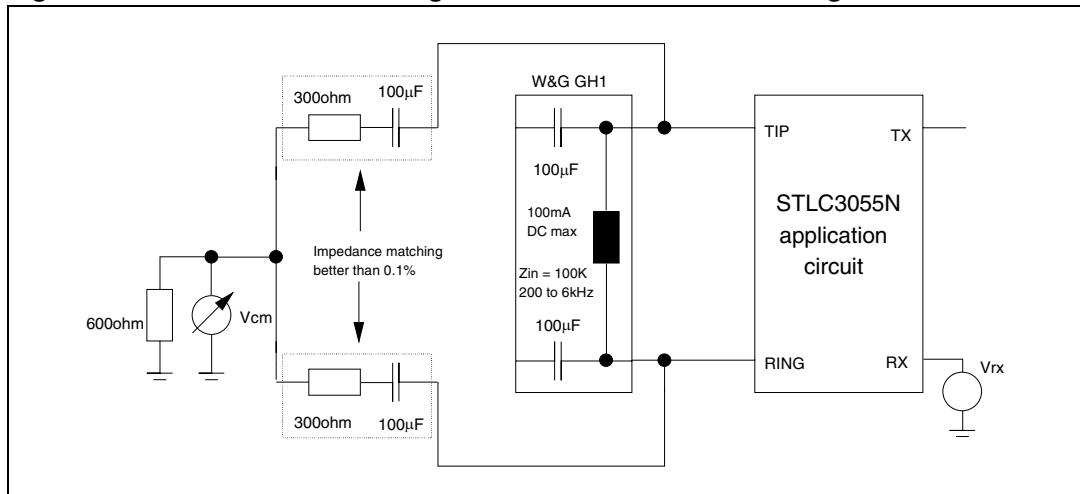 300ohm
100μF
W&G GH1
100μF
TIP
TX
100mA
DC max
STLC3055N
application
circuit
Impedance matching
better than 0.1%
Zin = 100K
200 to 6kHz
600ohm
Vcm
100μF
RING
RX
Vrx
300ohm
100μF